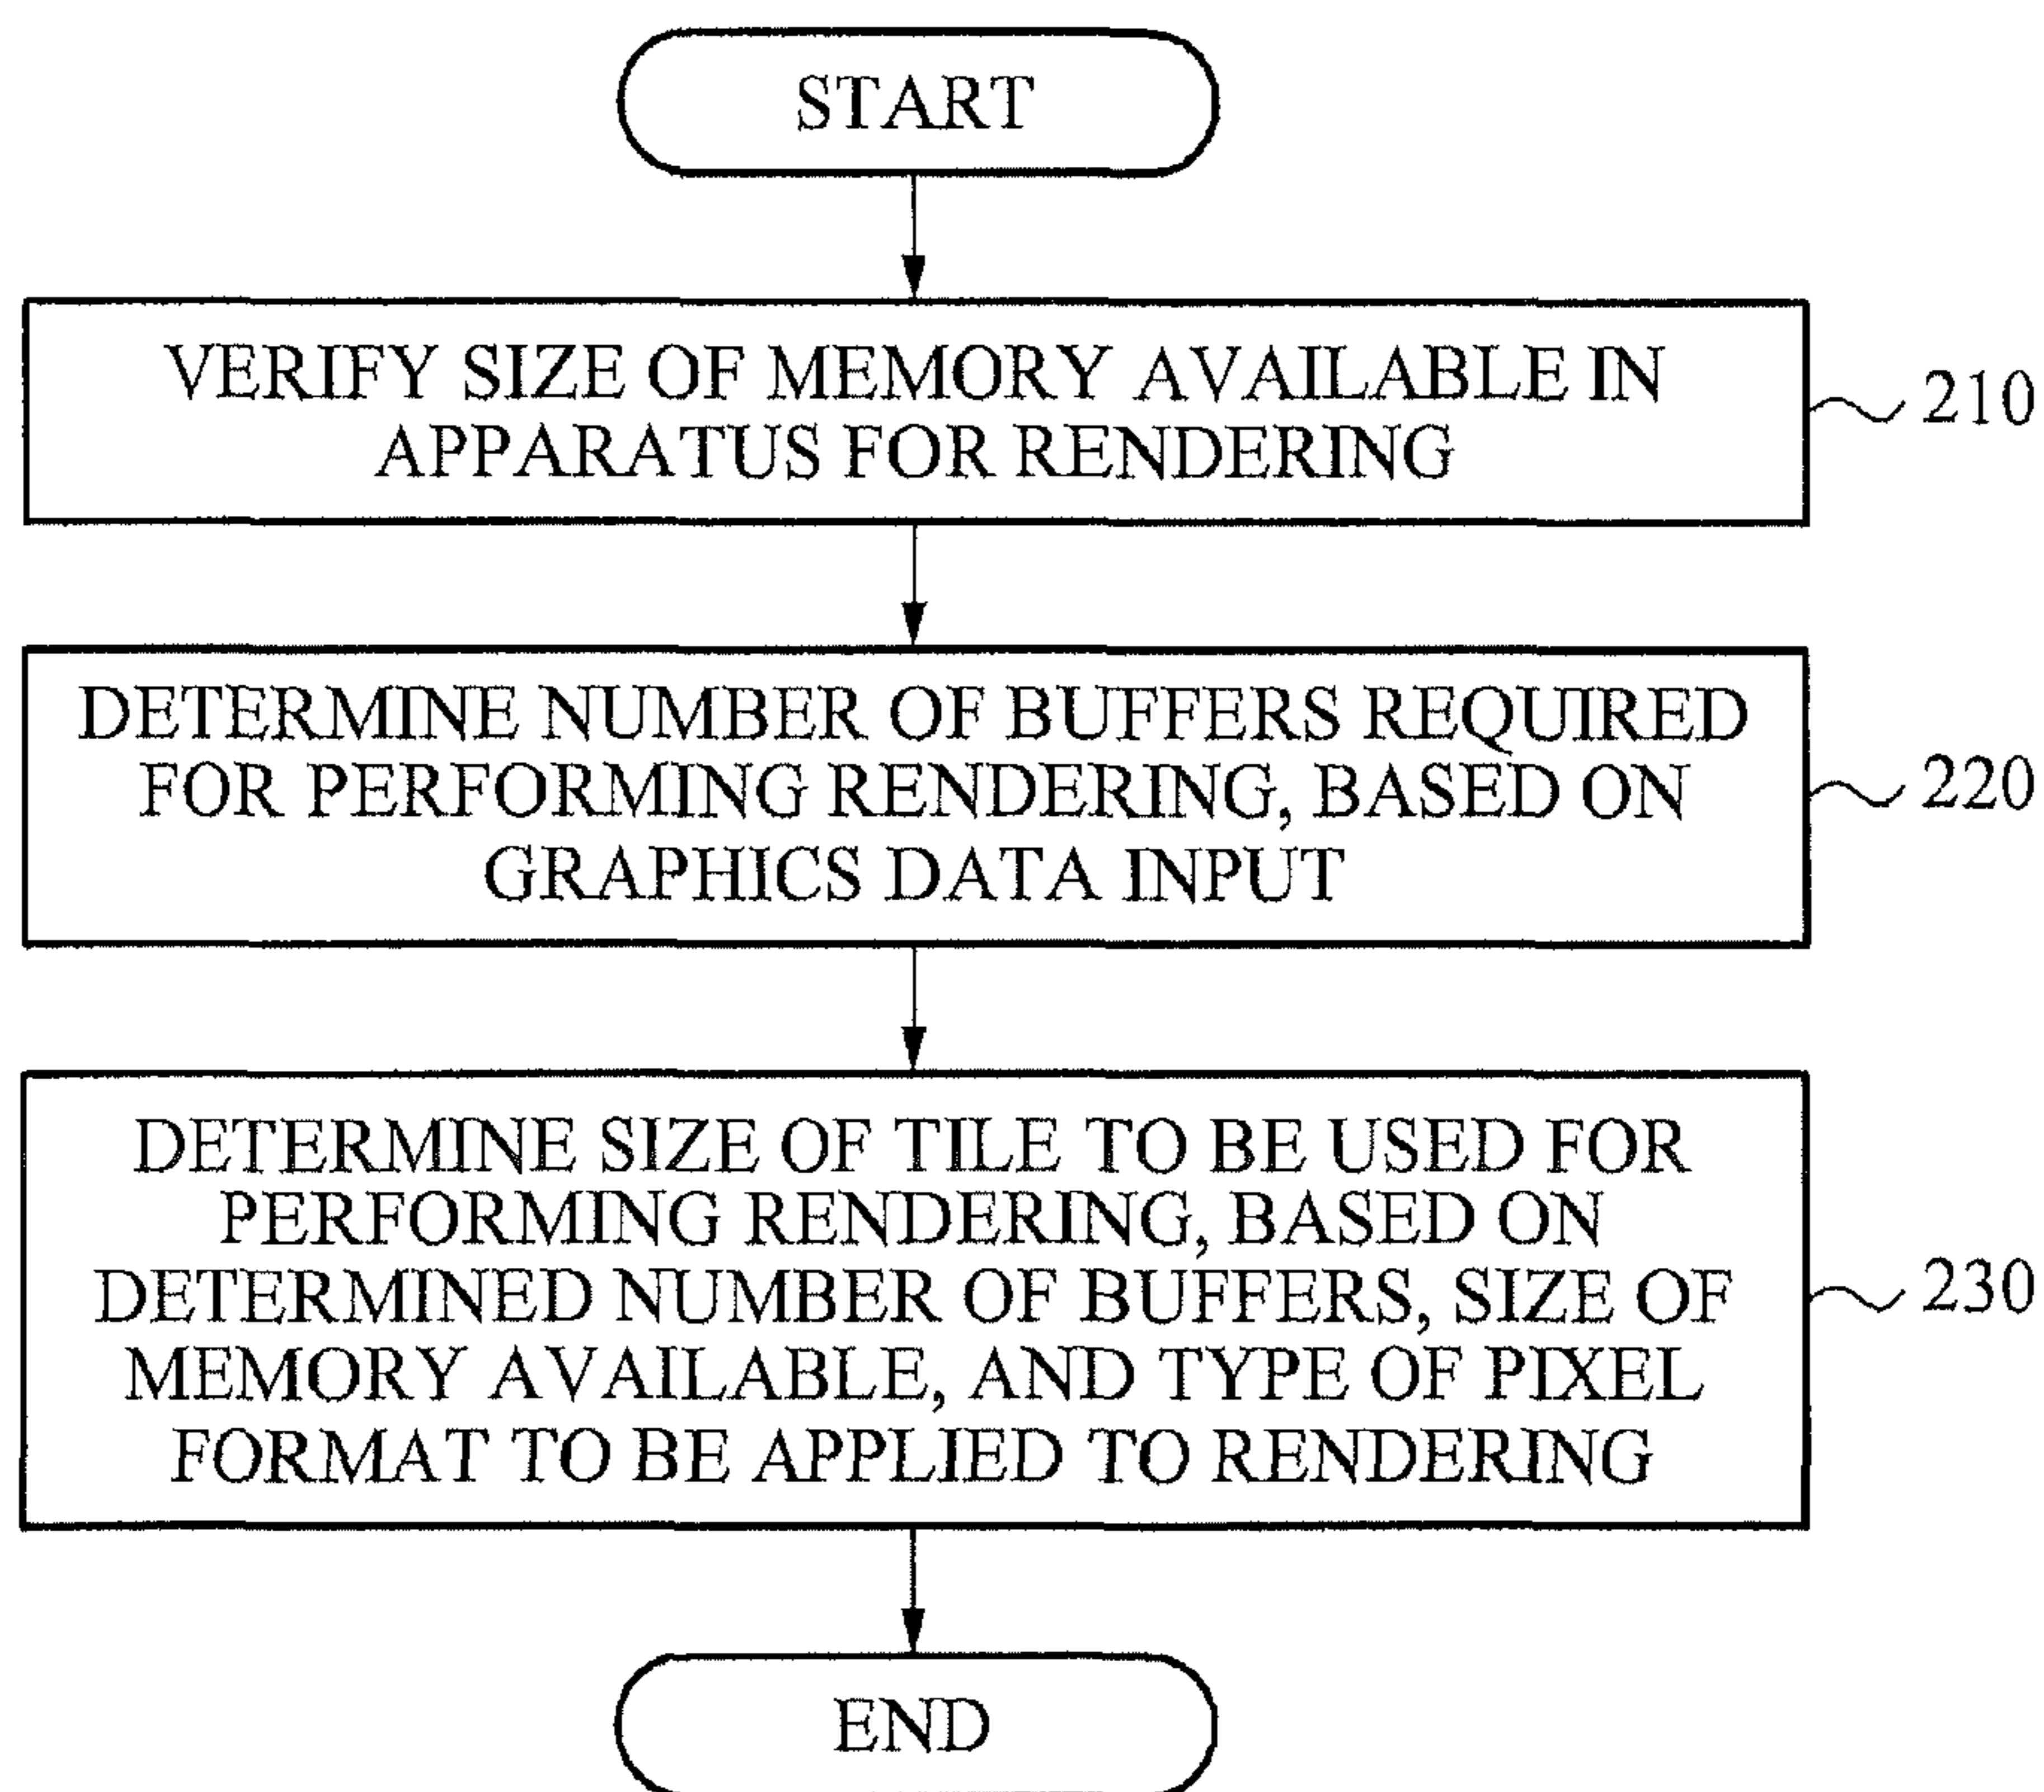 START
VERIFY SIZE OF MEMORY AVAILABLE IN
APPARATUS FOR RENDERING
210
DETERMINE NUMBER OF BUFFERS REQUIRED
FOR PERFORMING RENDERING, BASED ON
GRAPHICS DATA INPUT
220
DETERMINE SIZE OF TILE TO BE USED FOR
PERFORMING RENDERING, BASED ON
DETERMINED NUMBER OF BUFFERS, SIZE OF
MEMORY AVAILABLE, AND TYPE OF PIXEL
FORMAT TO BE APPLIED TO RENDERING
230
END